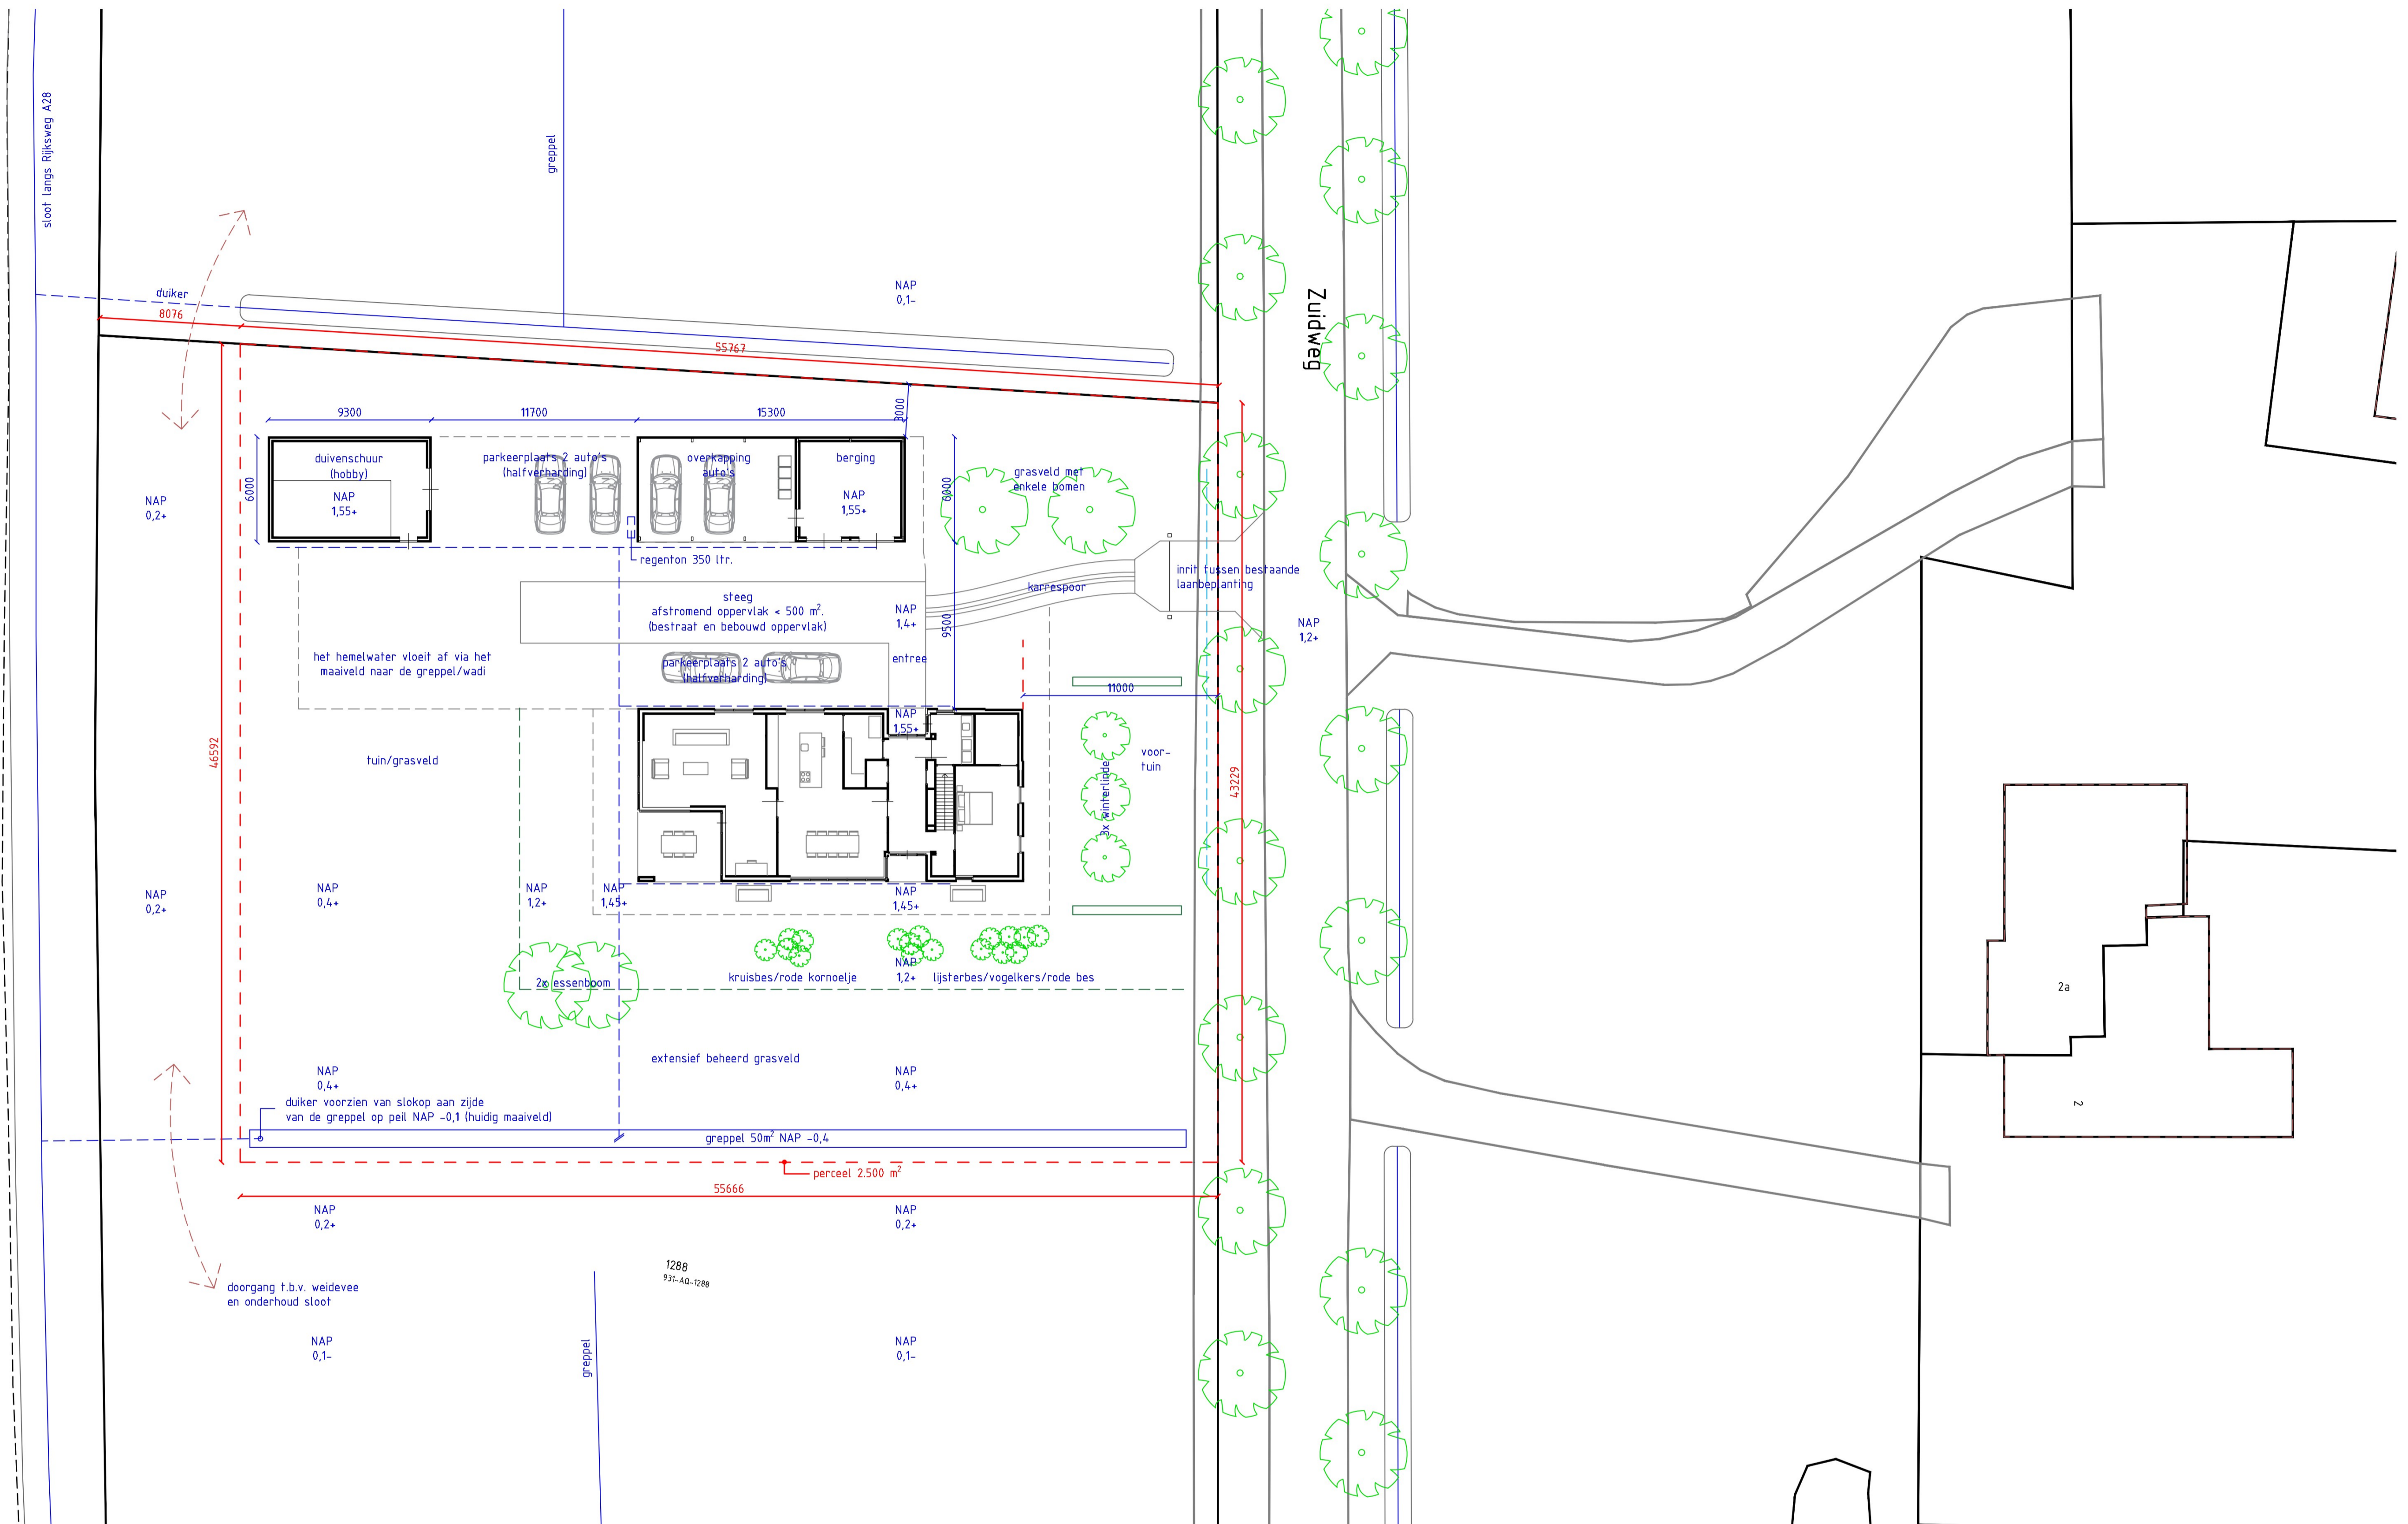 sloot langs Rijksweg A28
greppel
duiker
8076
55767
NAP
0,1-
Zuidweg
9300
11700
15300
3000
6000
duivenschuur
(hobby)
NAP
1,55+
parkeerplaats 2 auto's
(halfverharding)
overkapping
auto's
berging
NAP
1,55+
6000
grasveld met
enkele bomen
NAP
0,2+
regenton 350 ltr.
steeg
afstromend oppervlak < 500 m².
(bestraat en bebouwd oppervlak)
NAP
1,4+
9500
karrespoor
inrit tussen bestaande
laanbeplanting
NAP
1,2+
het hemelwater vloeit af via het
maaiveld naar de greppel/wadi
parkeerplaats 2 auto's
(halfverharding)
entree
11000
NAP
1,55+
46592
tuin/grasveld
voor-
tuin
3x winterlinde
43229
NAP
0,2+
NAP
0,4+
NAP
1,2+
NAP
1,45+
NAP
1,45+
NAP
1,2+
2x essenboom
kruisbes/rode kornoelje
lijsterbes/vogelkers/rode bes
2a
2
extensief beheerd grasveld
NAP
0,4+
NAP
0,4+
duiker voorzien van slokop aan zijde
van de greppel op peil NAP -0,1 (huidig maaiveld)
greppel 50m² NAP -0,4
perceel 2.500 m²
55666
NAP
0,2+
NAP
0,2+
1288
931-AQ-1288
doorgang t.b.v. weidevee
en onderhoud sloot
NAP
0,1-
greppel
NAP
0,1-